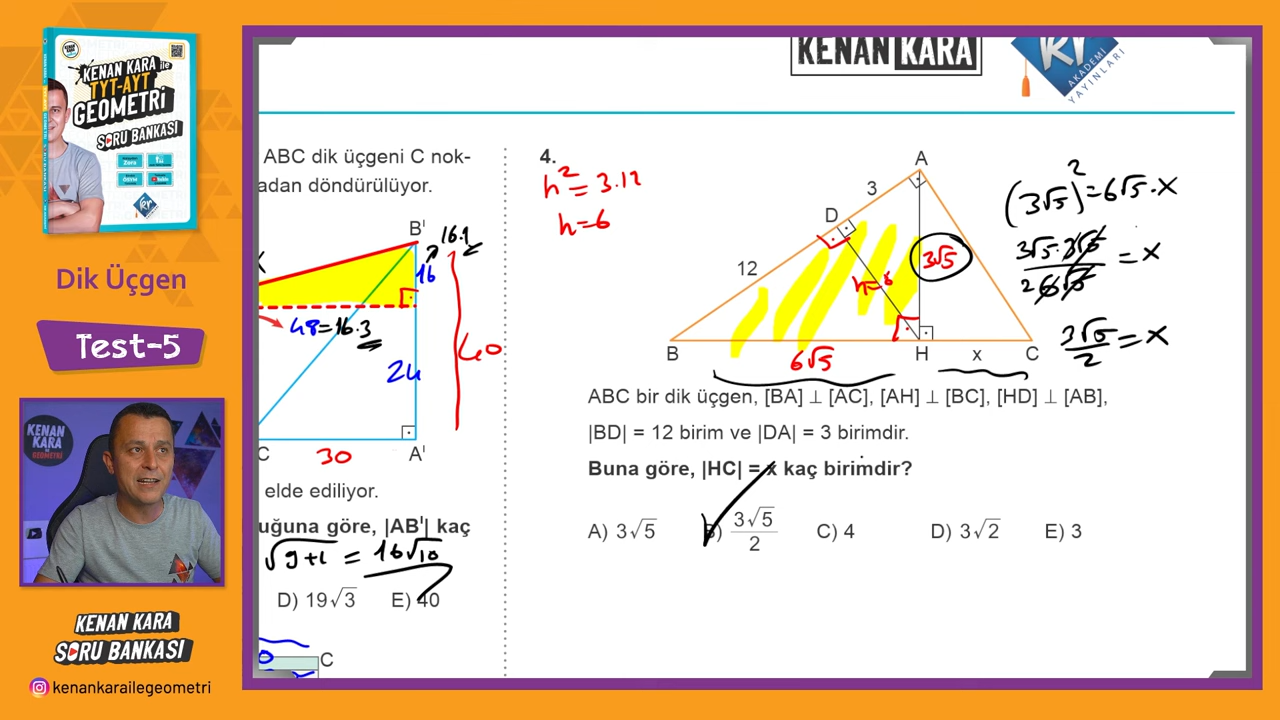 KENAN KARA ile
TYT-AYT
GEOMETRİ
SORU BANKASI
Dik Üçgen
Test-5
KENAN KARA
KENAN KARA
SORU BANKASI
kenankarailegeometri
KENAN KARA
kr
AKADEMİ
YAYINLARI
ABC dik üçgeni C nok-
adan döndürülüyor.
B'
16.1
16
48=16.3
40
24
C
30
A'
elde ediliyor.
uğuna göre, |AB'| kaç
√9+1 = 16√10
D) 19√3 E) 40
C
4.
h²=3.12
h=6
A
3
D
12
h=6
3√5
B
6√5
H
x
C
(3√5)²=6√5.x
3√5.3√5
=x
2 6√5
3√5/2=x
ABC bir dik üçgen, [BA] ⊥ [AC], [AH] ⊥ [BC], [HD] ⊥ [AB],
|BD| = 12 birim ve |DA| = 3 birimdir.
Buna göre, |HC| = x kaç birimdir?
A) 3√5 B) 3√5/2 C) 4 D) 3√2 E) 3